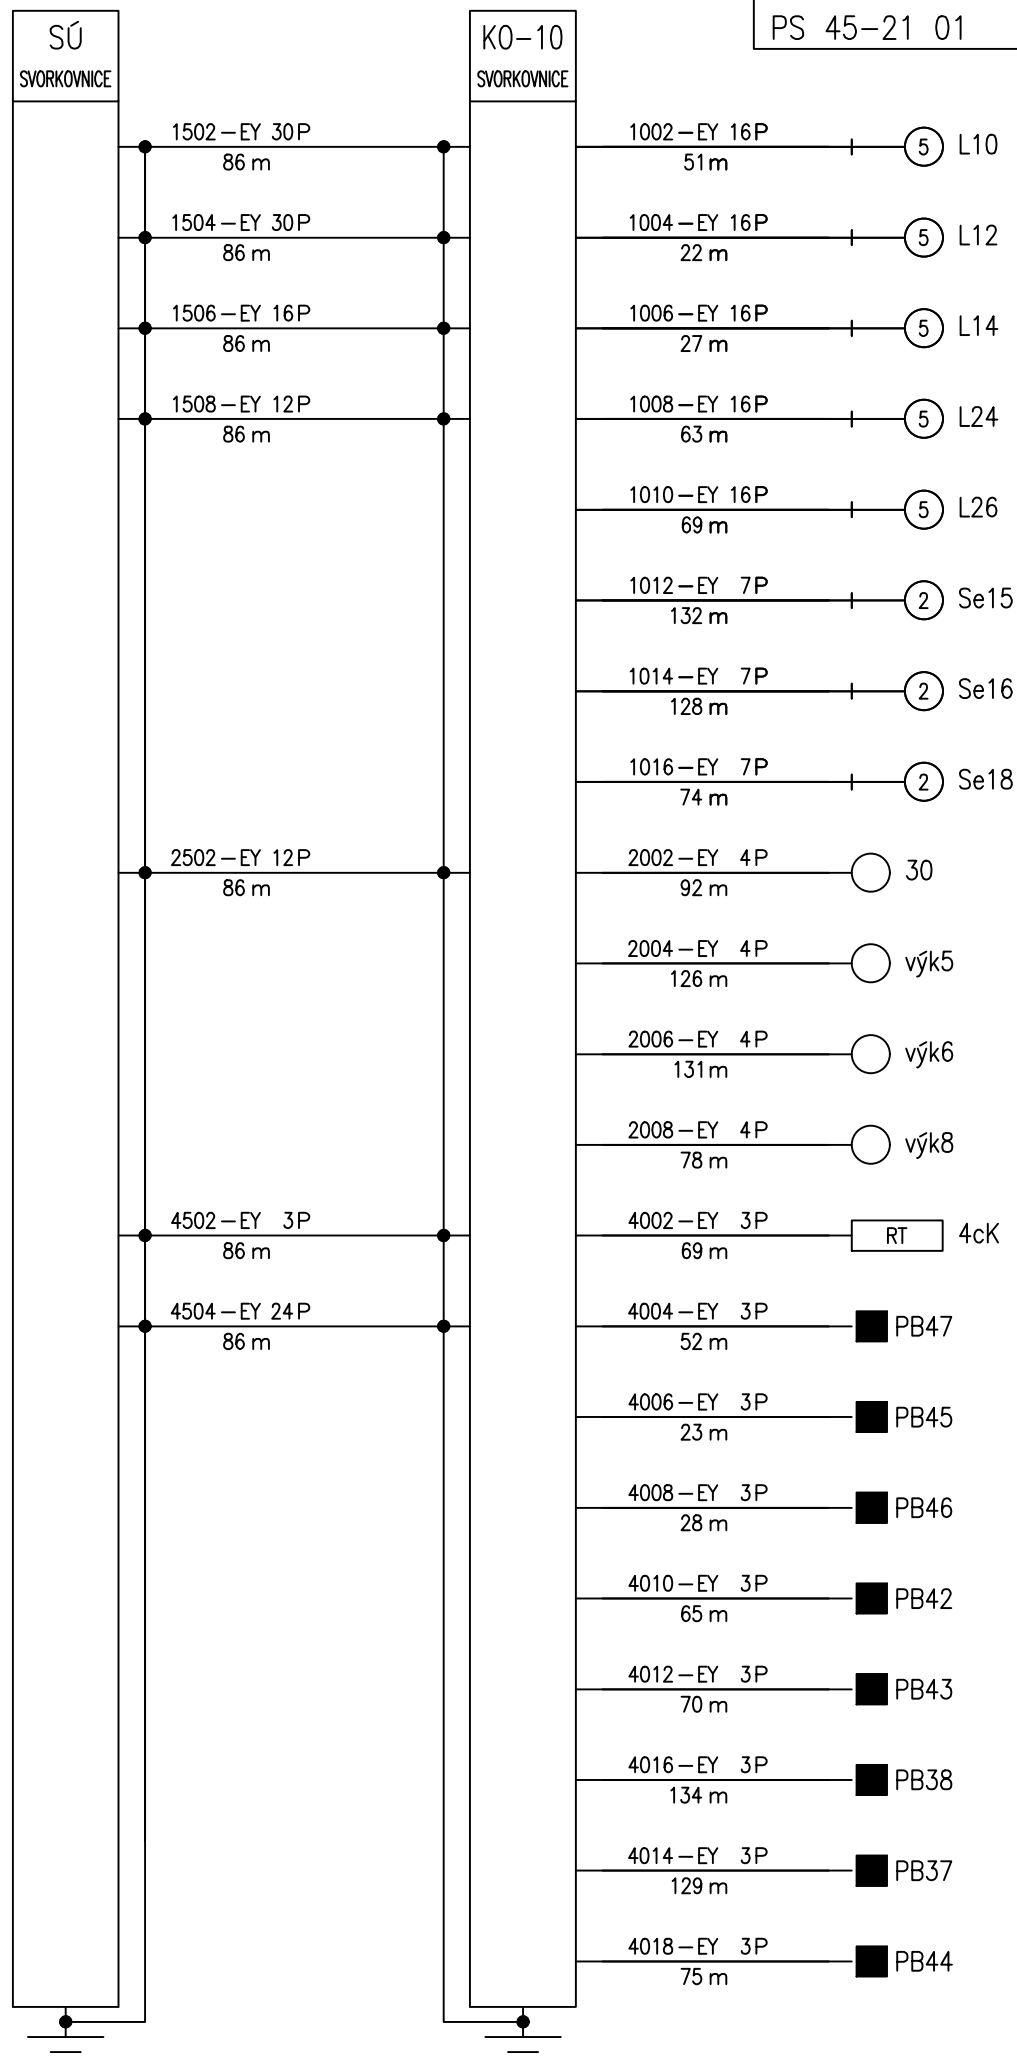 PS 45-21 01
SÚ
SVORKOVNICE
KO-10
SVORKOVNICE
1502-EY 30P
86 m
1002-EY 16P
51 m
5 L10
1504-EY 30P
86 m
1004-EY 16P
22 m
5 L12
1506-EY 16P
86 m
1006-EY 16P
27 m
5 L14
1508-EY 12P
86 m
1008-EY 16P
63 m
5 L24
1010-EY 16P
69 m
5 L26
1012-EY 7P
132 m
2 Se15
1014-EY 7P
128 m
2 Se16
1016-EY 7P
74 m
2 Se18
2502-EY 12P
86 m
2002-EY 4P
92 m
30
2004-EY 4P
126 m
výk5
2006-EY 4P
131 m
výk6
2008-EY 4P
78 m
výk8
4502-EY 3P
86 m
4002-EY 3P
69 m
RT 4cK
4504-EY 24P
86 m
4004-EY 3P
52 m
PB47
4006-EY 3P
23 m
PB45
4008-EY 3P
28 m
PB46
4010-EY 3P
65 m
PB42
4012-EY 3P
70 m
PB43
4016-EY 3P
134 m
PB38
4014-EY 3P
129 m
PB37
4018-EY 3P
75 m
PB44